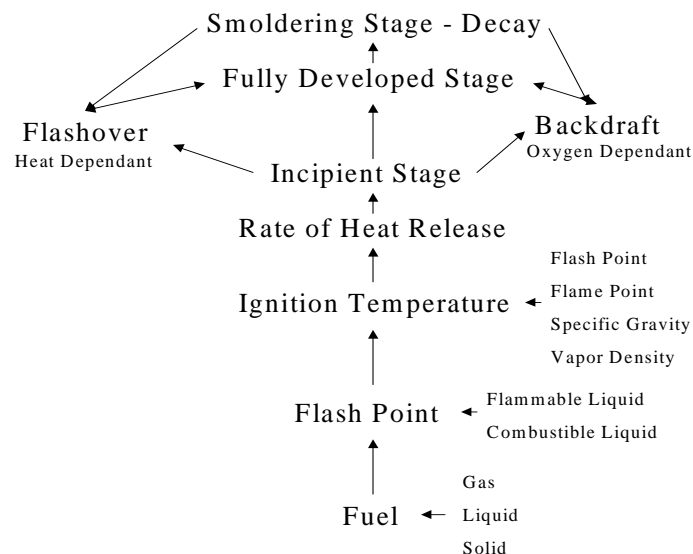 Smoldering Stage - Decay
Fully Developed Stage
Flashover
Heat Dependant
Backdraft
Oxygen Dependant
Incipient Stage
Rate of Heat Release
Ignition Temperature
Flash Point
Flame Point
Specific Gravity
Vapor Density
Flash Point
Flammable Liquid
Combustible Liquid
Fuel
Gas
Liquid
Solid